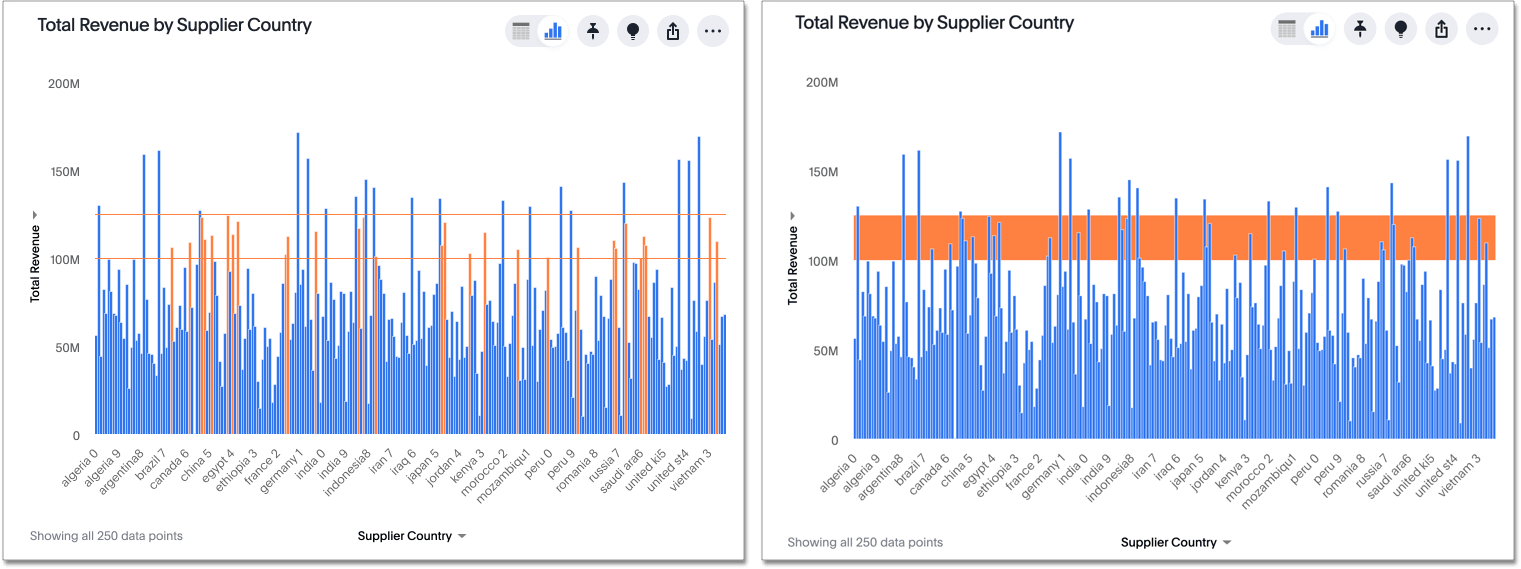 Total Revenue by Supplier Country
200M
150M
100M
50M
0
Total Revenue
algeria 0
algeria 9
argentina8
brazil 7
canada 6
china 5
egypt 4
ethiopia 3
france 2
germany 1
india 0
india 9
indonesia8
iran 7
iraq 6
japan 5
jordan 4
kenya 3
morocco 2
mozambiqu1
peru 0
peru 9
romania 8
russia 7
saudi ara6
united ki5
united st4
vietnam 3
Showing all 250 data points
Supplier Country
Total Revenue by Supplier Country
200M
150M
100M
50M
0
Total Revenue
algeria 0
algeria 9
argentina8
brazil 7
canada 6
china 5
egypt 4
ethiopia 3
france 2
germany 1
india 0
india 9
indonesia8
iran 7
iraq 6
japan 5
jordan 4
kenya 3
morocco 2
mozambiqu1
peru 0
peru 9
romania 8
russia 7
saudi ara6
united ki5
united st4
vietnam 3
Showing all 250 data points
Supplier Country